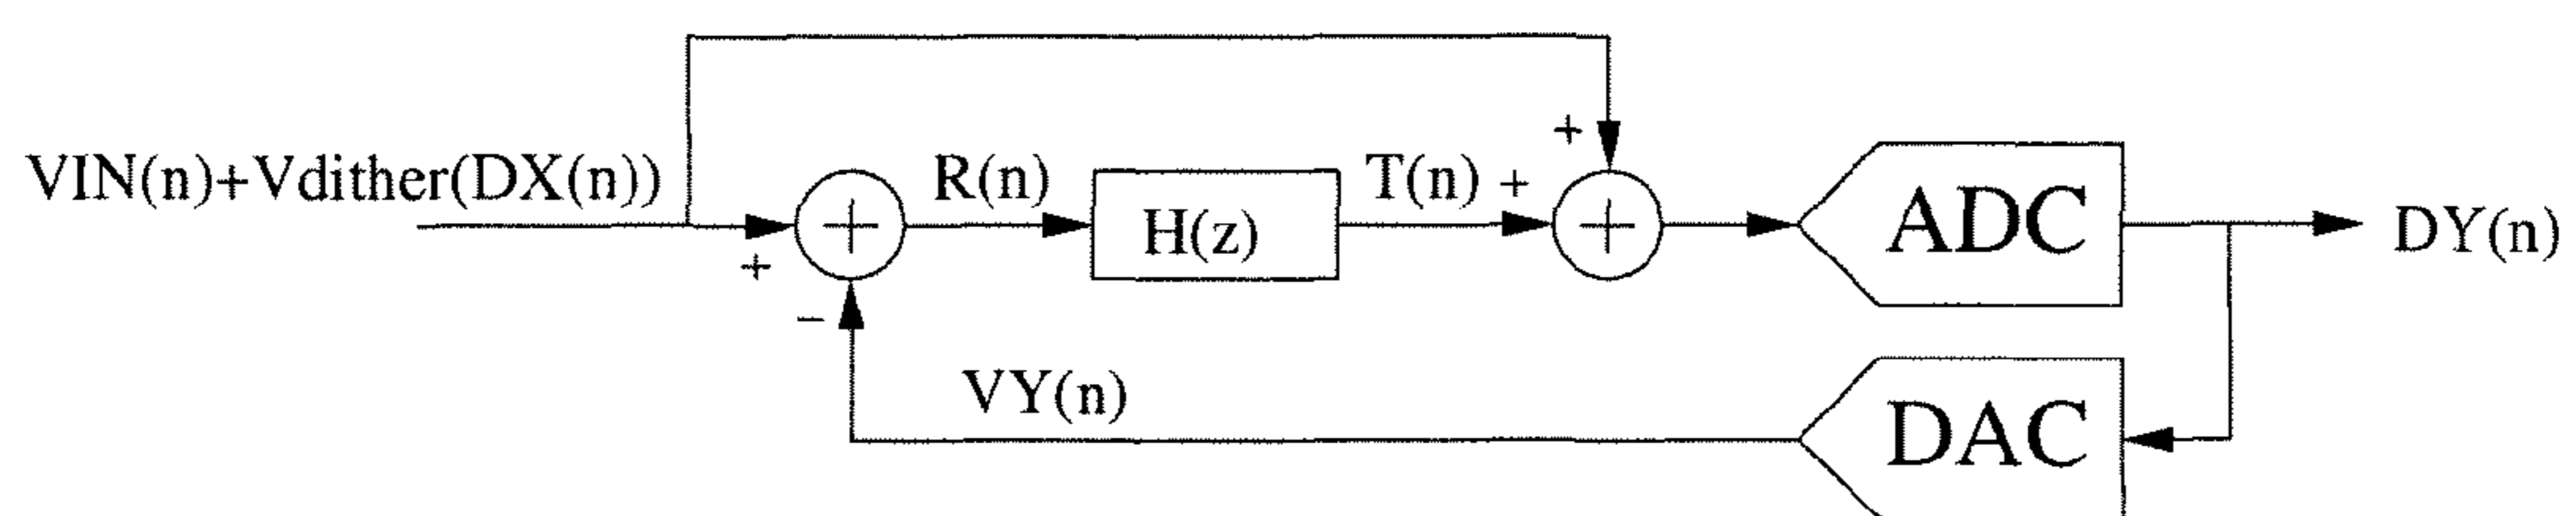 +
VIN(n)+Vdither(DX(n))
R(n)
T(n)
+
+
H(z)
+
ADC
DY(n)
+
−
VY(n)
DAC